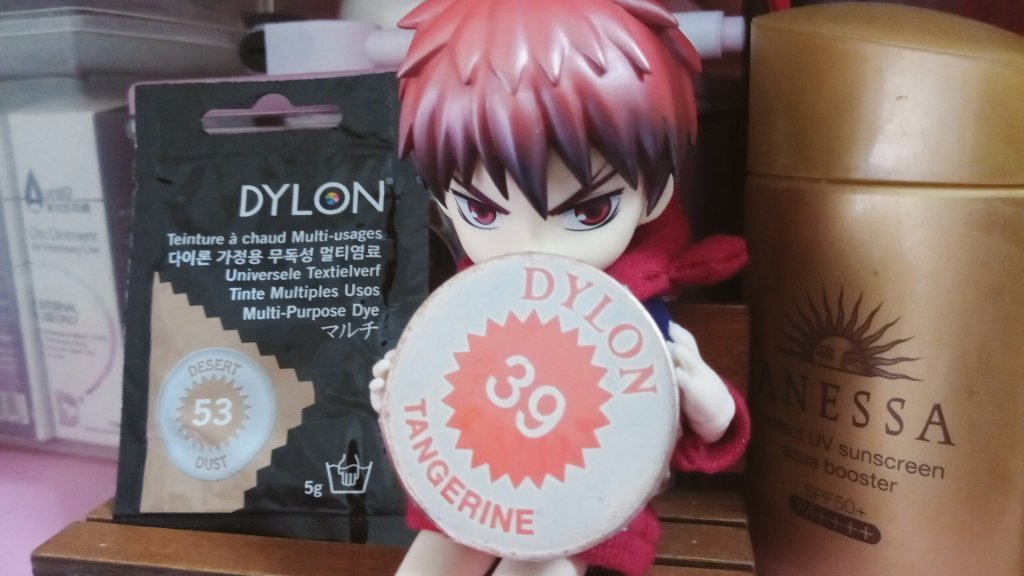 DYLON
Teinture à chaud Multi-usages
다이론 가정용 무독성 멀티염료
Universele Textielverf
Tinte Multiples Usos
Multi-Purpose Dye
マルチ
DESERT
53
DUST
5g
DYLON
39
TANGERINE
ANESSA
UV sunscreen
aqua booster
SPF50+
PA++++